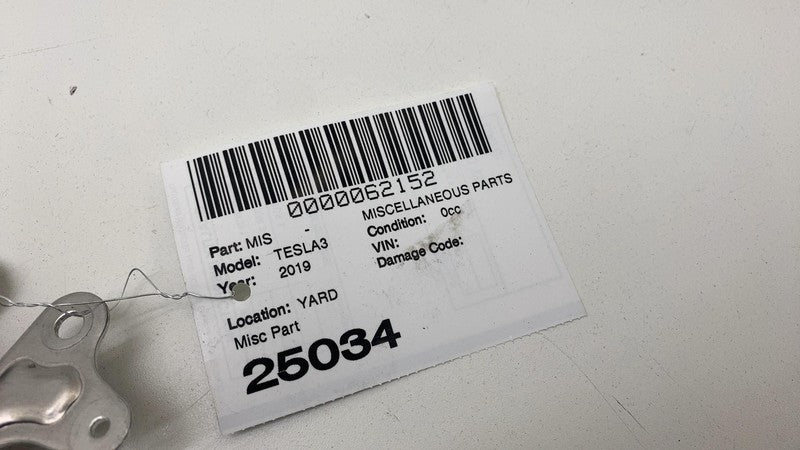 0000062152
Part: MIS - MISCELLANEOUS PARTS
Model: TESLA3 Condition: 0cc
Year: 2019 VIN:
Damage Code:
Location: YARD
Misc Part
25034